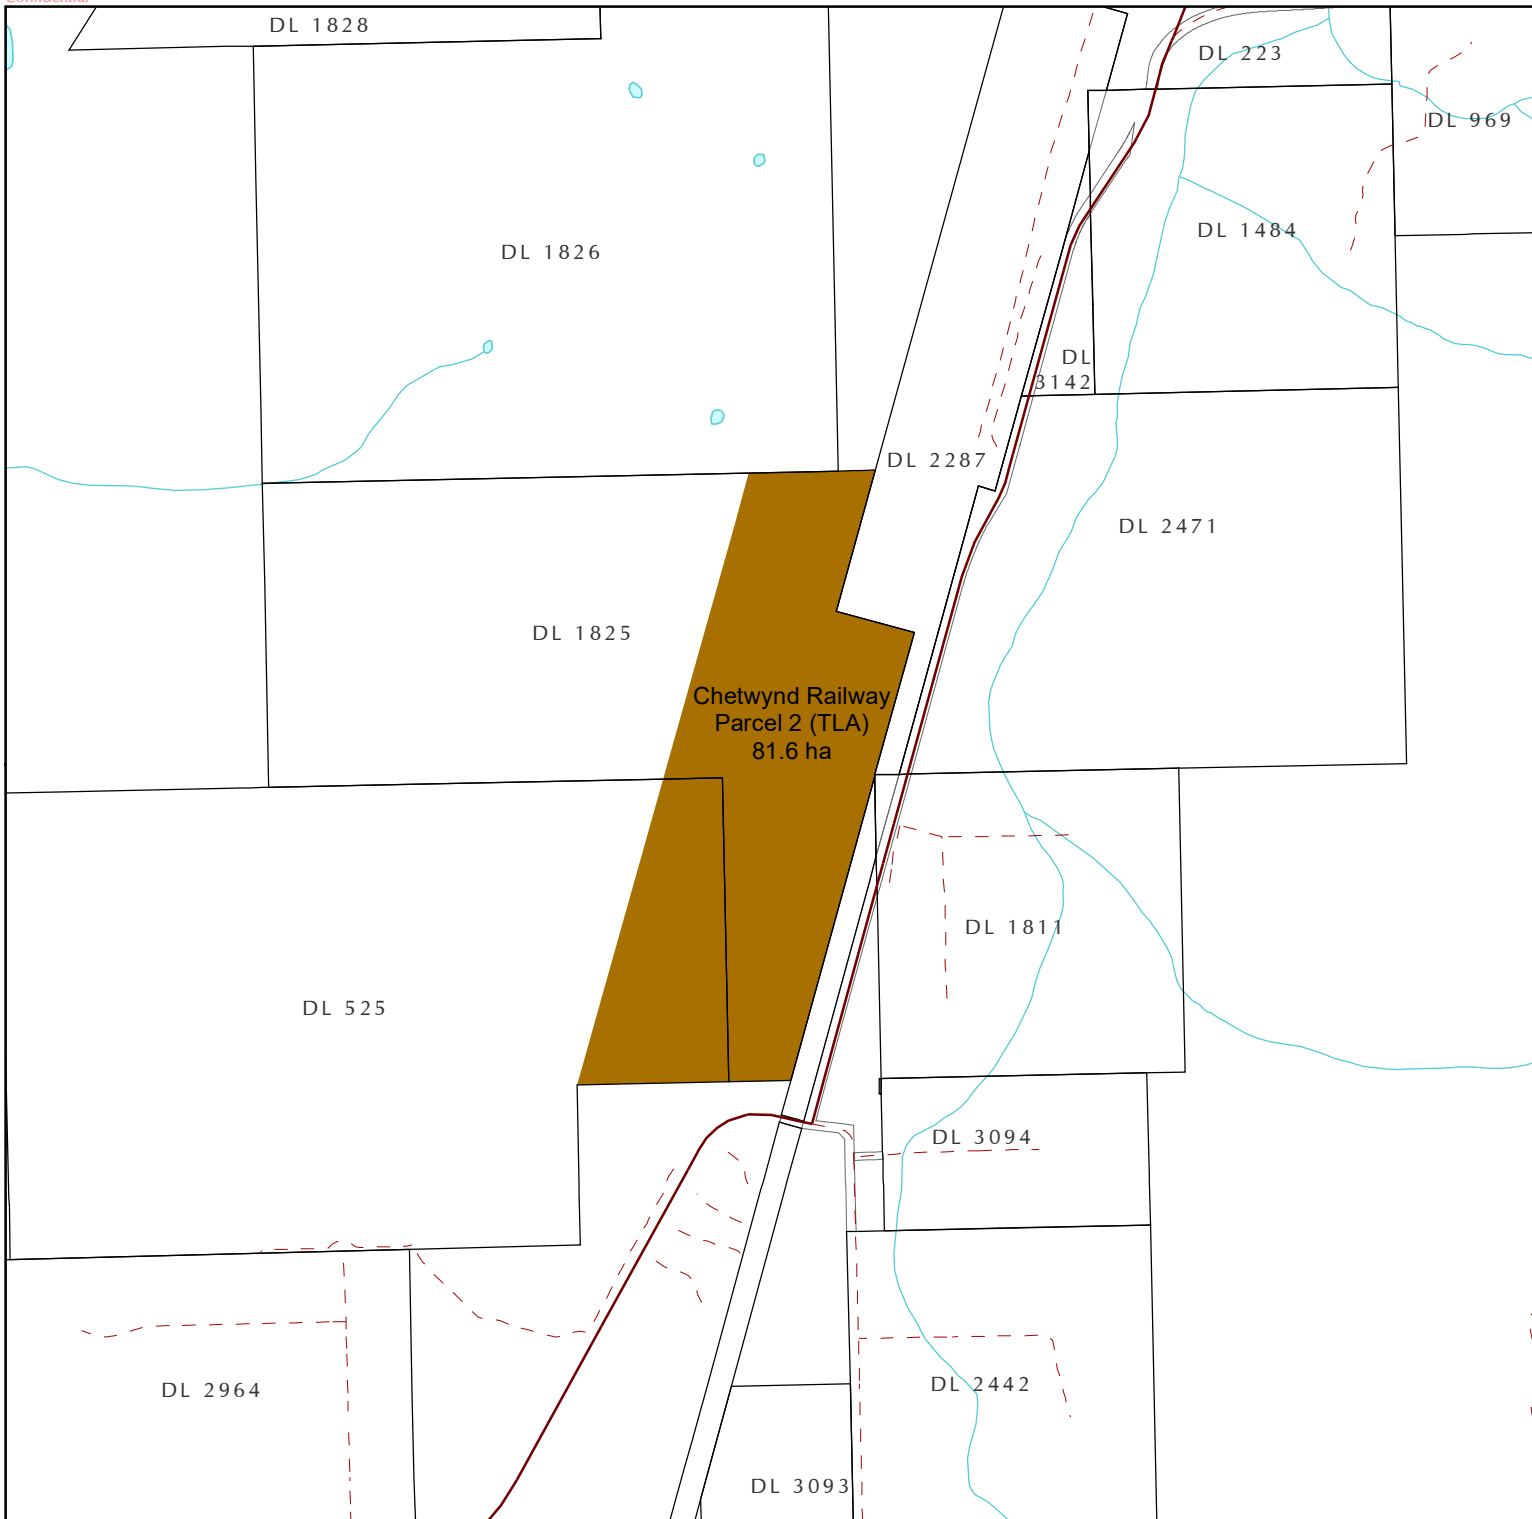 Confidential
DL 1828
DL 223
DL 969
DL 1826
DL 1484
DL
3142
DL 2287
DL 2471
DL 1825
Chetwynd Railway
Parcel 2 (TLA)
81.6 ha
DL 1811
DL 525
DL 3094
DL 2964
DL 2442
DL 3093